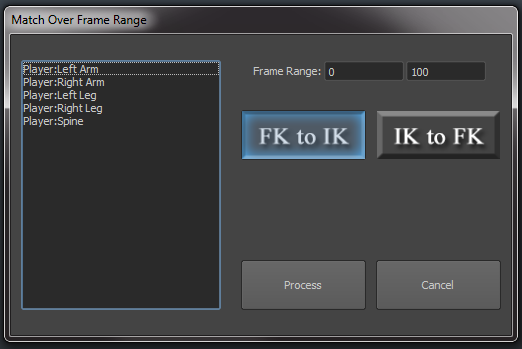 Match Over Frame Range
Player:Left Arm
Player:Right Arm
Player:Left Leg
Player:Right Leg
Player:Spine
Frame Range: 0 100
FK to IK IK to FK
Process Cancel